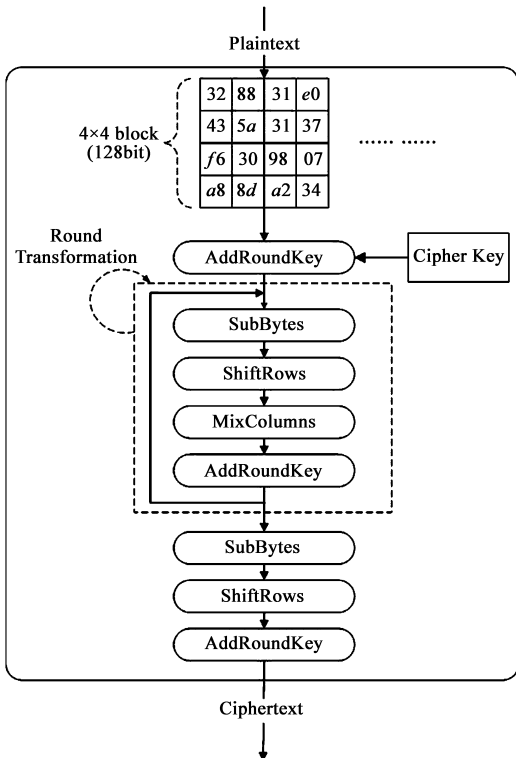 Plaintext
32 88 31 e0
43 5a 31 37
f6 30 98 07
a8 8d a2 34
4×4 block
(128bit)
...... ......
Round
Transformation
AddRoundKey
Cipher Key
SubBytes
ShiftRows
MixColumns
AddRoundKey
SubBytes
ShiftRows
AddRoundKey
Ciphertext